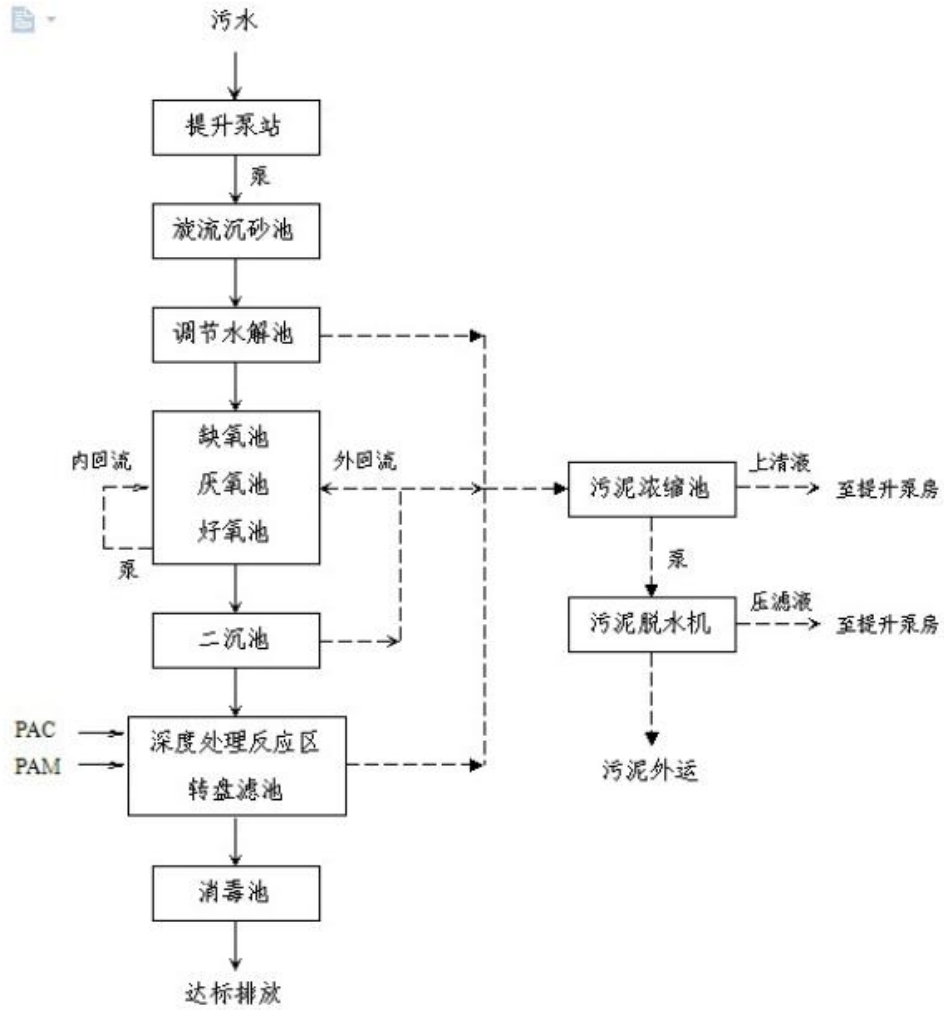 污水
提升泵站
泵
旋流沉砂池
调节水解池
缺氧池
内回流
外回流
厌氧池
好氧池
泵
上清液
污泥浓缩池
至提升泵房
泵
压滤液
污泥脱水机
至提升泵房
二沉池
PAC
PAM
深度处理反应区
转盘滤池
污泥外运
消毒池
达标排放